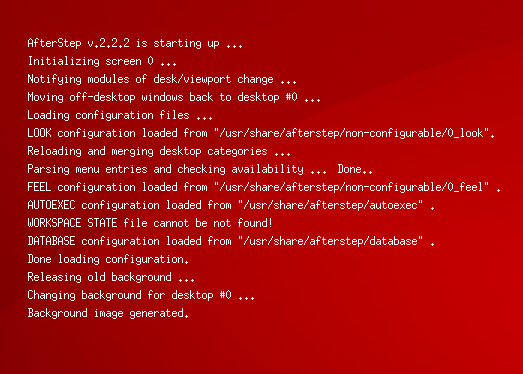 AfterStep v.2.2.2 is starting up ...
Initializing screen 0 ...
Notifying modules of desk/viewport change ...
Moving off-desktop windows back to desktop #0 ...
Loading configuration files ...
LOOK configuration loaded from "/usr/share/afterstep/non-configurable/0_look".
Reloading and merging desktop categories ...
Parsing menu entries and checking availability ...  Done..
FEEL configuration loaded from "/usr/share/afterstep/non-configurable/0_feel" .
AUTOEXEC configuration loaded from "/usr/share/afterstep/autoexec" .
WORKSPACE STATE file cannot be not found!
DATABASE configuration loaded from "/usr/share/afterstep/database" .
Done loading configuration.
Releasing old background ...
Changing background for desktop #0 ...
Background image generated.